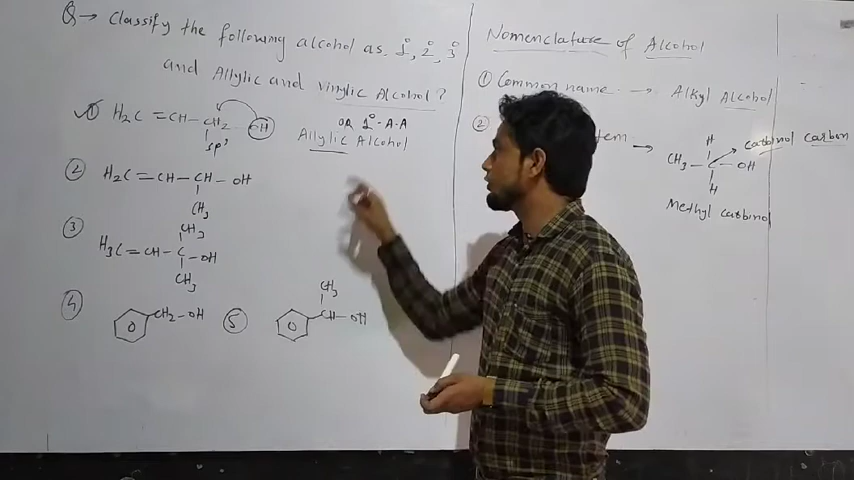 Q→ Classify the following alcohol as 1°, 2°, 3°
and Allylic and vinylic Alcohol?
① H2C=CH-CH2-OH
sp3
OR 1°-A-A
Allylic Alcohol
② H2C=CH-CH-OH
CH3
③ CH3
H3C=CH-C-OH
CH3
④ CH2-OH
⑤ CH3
CH-OH
Nomenclature of Alcohol
① Common name → Alkyl Alcohol
② tem →
H
CH3-C-OH carbinol carbon
H
Methyl carbinol